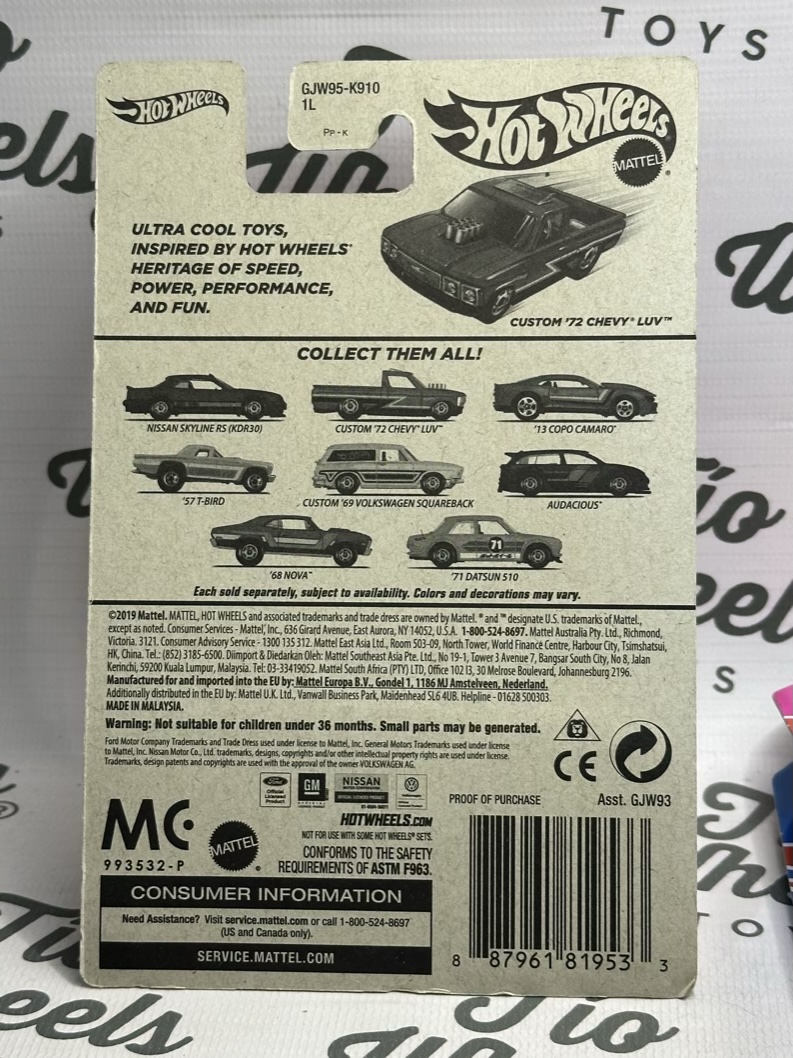 TOYS
HOT WHEELS
GJW95-K910
1L
PP-K
HOT WHEELS
MATTEL
ULTRA COOL TOYS,
INSPIRED BY HOT WHEELS®
HERITAGE OF SPEED,
POWER, PERFORMANCE,
AND FUN.
CUSTOM '72 CHEVY® LUV™
COLLECT THEM ALL!
NISSAN SKYLINE RS (KDR30)
CUSTOM '72 CHEVY® LUV™
'13 COPO CAMARO®
'57 T-BIRD
CUSTOM '69 VOLKSWAGEN SQUAREBACK
AUDACIOUS®
71
'68 NOVA™
'71 DATSUN 510
Each sold separately, subject to availability. Colors and decorations may vary.
©2019 Mattel. MATTEL, HOT WHEELS and associated trademarks and trade dress are owned by Mattel. ® and ™ designate U.S. trademarks of Mattel,
except as noted. Consumer Services - Mattel, Inc., 636 Girard Avenue, East Aurora, NY 14052, U.S.A. 1-800-524-8697. Mattel Australia Pty. Ltd., Richmond,
Victoria. 3121. Consumer Advisory Service - 1300 135 312. Mattel East Asia Ltd., Room 503-09, North Tower, World Finance Centre, Harbour City, Tsimshatsui,
HK, China. Tel.: (852) 3185-6500. Diimport & Diedarkan Oleh: Mattel Southeast Asia Pte. Ltd., No 19-1, Tower 3 Avenue 7, Bangsar South City, No 8, Jalan
Kerinchi, 59200 Kuala Lumpur, Malaysia. Tel: 03-33419052. Mattel South Africa (PTY) LTD, Office 102 I3, 30 Melrose Boulevard, Johannesburg 2196.
Manufactured for and imported into the EU by: Mattel Europa B.V., Gondel 1, 1186 MJ Amstelveen, Nederland.
Additionally distributed in the EU by: Mattel U.K. Ltd., Vanwall Business Park, Maidenhead SL6 4UB. Helpline - 01628 500303.
MADE IN MALAYSIA.
Warning: Not suitable for children under 36 months. Small parts may be generated.
Ford Motor Company Trademarks and Trade Dress used under license to Mattel, Inc. General Motors Trademarks used under license
to Mattel, Inc. Nissan Motor Co., Ltd. trademarks, designs, copyrights and/or other intellectual property rights are used under license.
Trademarks, design patents and copyrights are used with the approval of the owner VOLKSWAGEN AG.
CE
Ford
Official
Licensed
Product
GM
NISSAN
PROOF OF PURCHASE
Asst. GJW93
MC
993532-P
MATTEL
HOTWHEELS.COM
NOT FOR USE WITH SOME HOT WHEELS® SETS.
CONFORMS TO THE SAFETY
REQUIREMENTS OF ASTM F963.
CONSUMER INFORMATION
Need Assistance? Visit service.mattel.com or call 1-800-524-8697
(US and Canada only).
SERVICE.MATTEL.COM
8 87961 81953 3